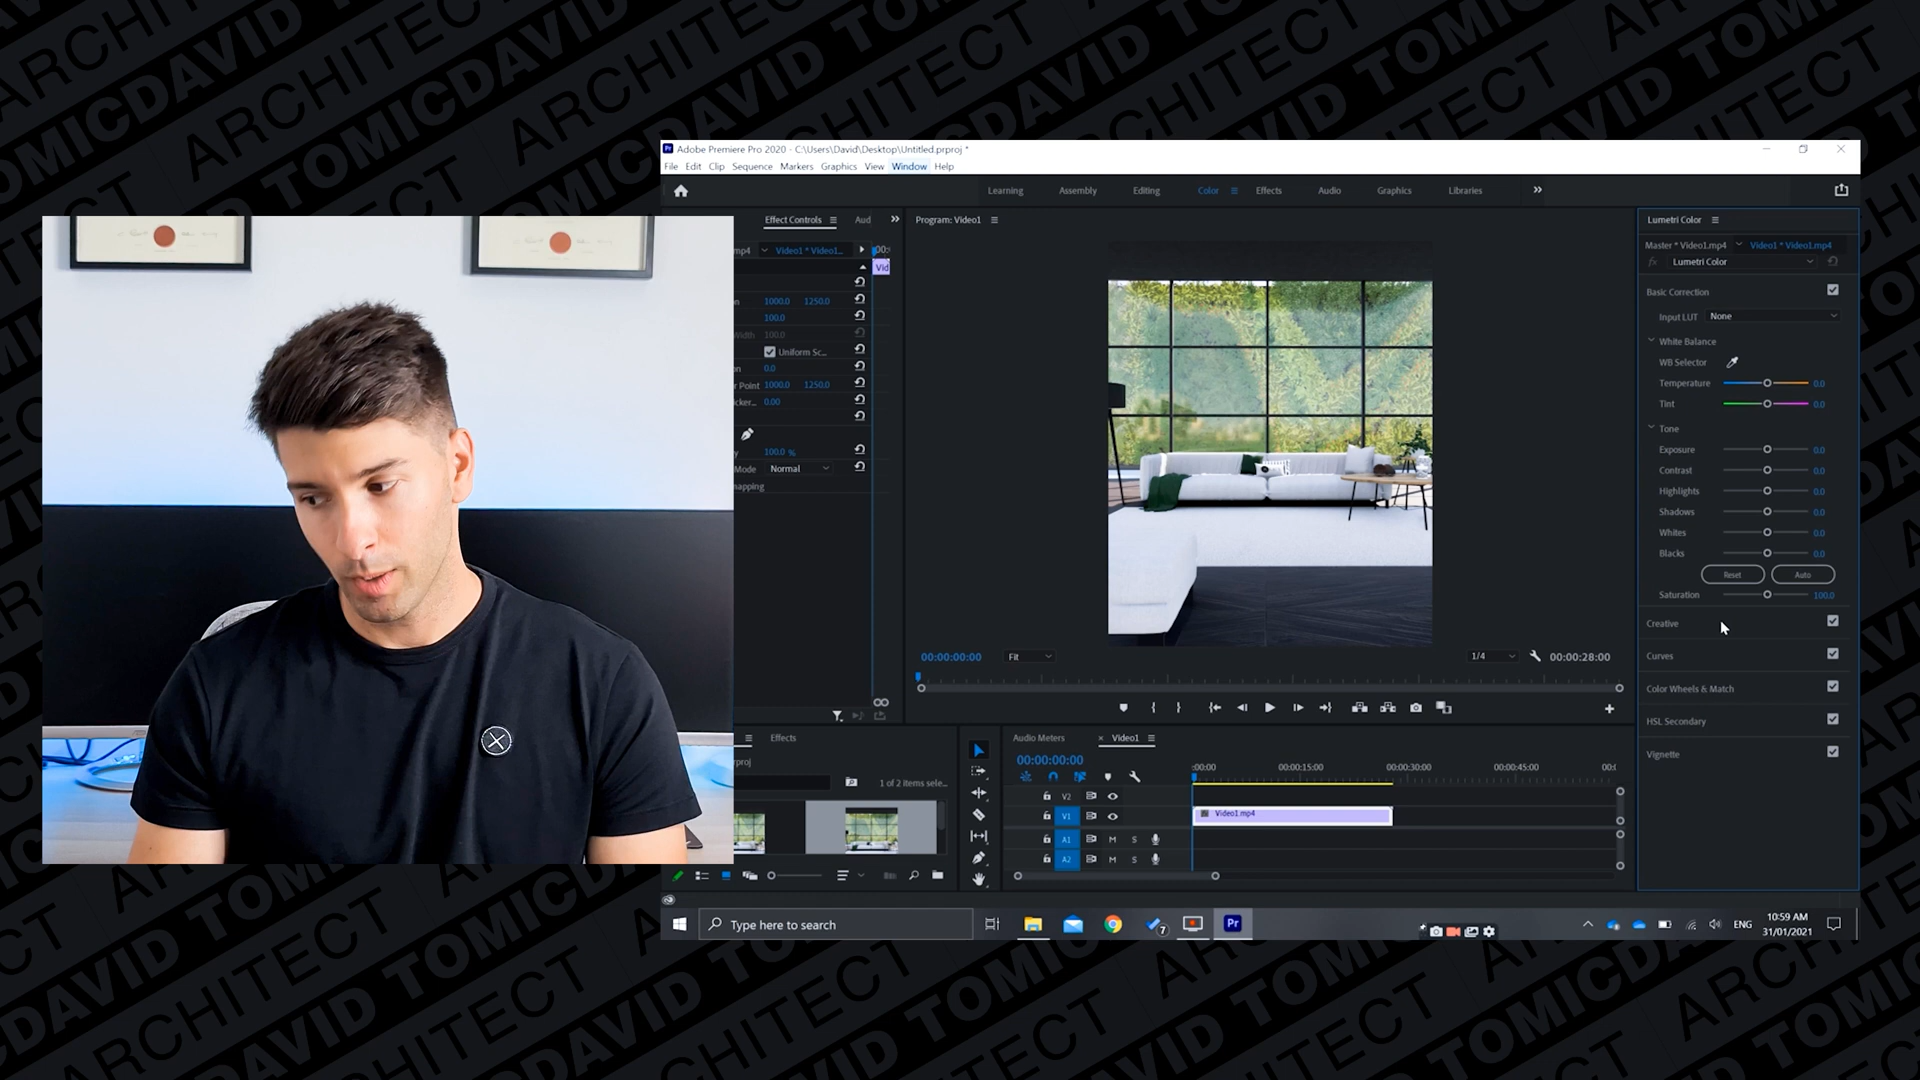 ARCHITECT DAVID TOMIC
Adobe Premiere Pro 2020 - C:\Users\David\Desktop\Untitled.prproj *
File Edit Clip Sequence Markers Graphics View Window Help
Learning Assembly Editing Color Effects Audio Graphics Libraries
Effect Controls Aud
Program: Video1
Lumetri Color
mp4 Video1 * Video1...
Master * Video1.mp4 Video1 * Video1.mp4
Vid
Lumetri Color
Basic Correction
Input LUT None
1000.0 1250.0
100.0
100.0
Uniform Sc...
0.0
r Point 1000.0 1250.0
0.00
100.0 %
Mode Normal
White Balance
WB Selector
Temperature 0.0
Tint 0.0
Tone
Exposure 0.0
Contrast 0.0
Highlights 0.0
Shadows 0.0
Whites 0.0
Blacks 0.0
Reset Auto
Saturation 100.0
Creative
Curves
Color Wheels & Match
HSL Secondary
Vignette
00:00:00:00 Fit 1/4 00:00:28:00
Effects
1 of 2 items sele...
Audio Meters
× Video1
00:00:00:00
:00:00 00:00:15:00 00:00:30:00 00:00:45:00
V2
V1 Video1.mp4
A1 M S
A2 M S
Type here to search
7
Pr
ENG
10:59 AM
31/01/2021